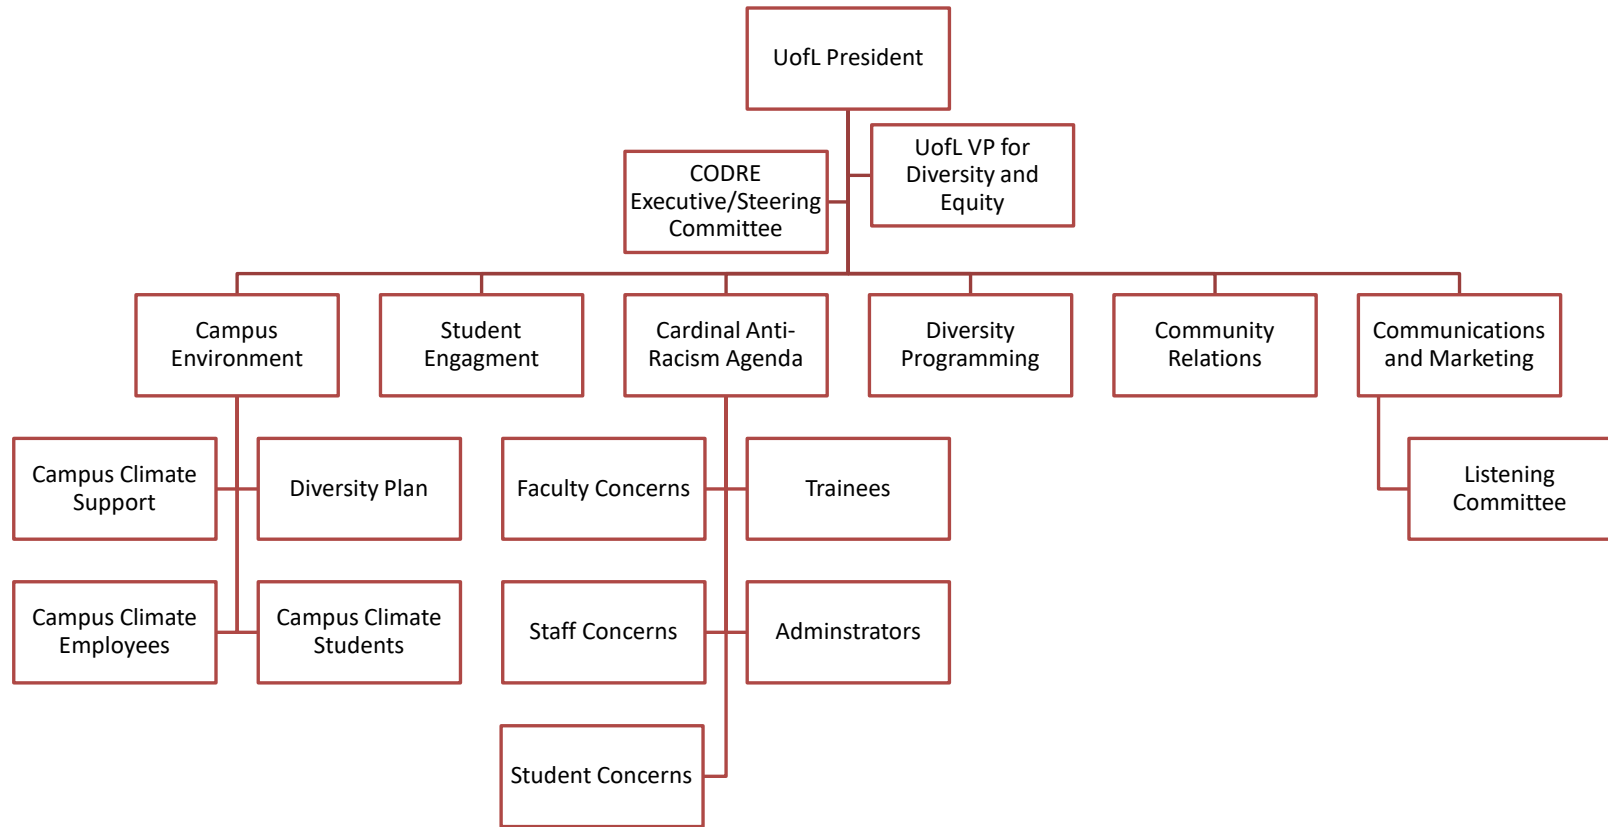 UofL President
UofL VP for
Diversity and
Equity
CODRE
Executive/Steering
Committee
Campus
Environment
Student
Engagment
Cardinal Anti-
Racism Agenda
Diversity
Programming
Community
Relations
Communications
and Marketing
Campus Climate
Support
Diversity Plan
Faculty Concerns
Trainees
Listening
Committee
Campus Climate
Employees
Campus Climate
Students
Staff Concerns
Adminstrators
Student Concerns